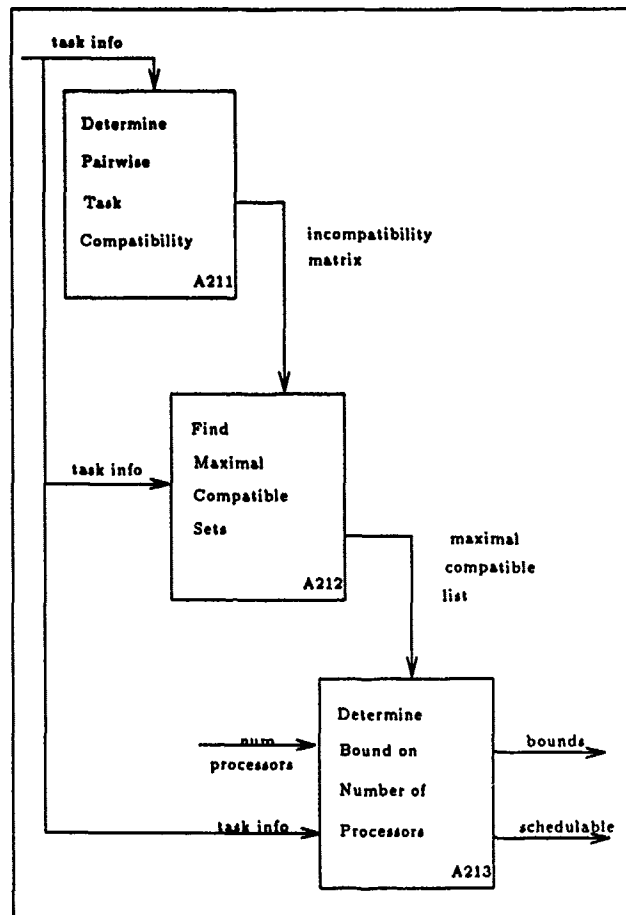 task info
Determine
Pairwise
Task
Compatibility
A211
incompatibility
matrix
task info
Find
Maximal
Compatible
Sets
A212
maximal
compatible
list
num
processors
task info
Determine
Bound on
Number of
Processors
A213
bounds
schedulable